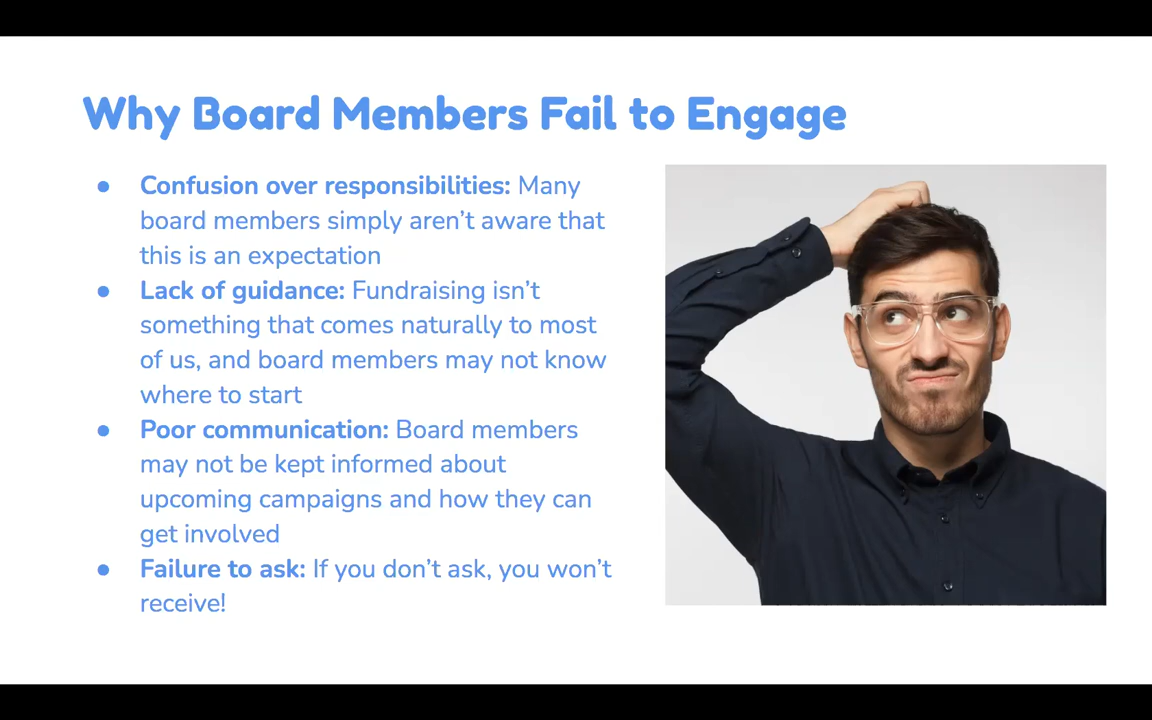 Why Board Members Fail to Engage
● Confusion over responsibilities: Many
board members simply aren’t aware that
this is an expectation
● Lack of guidance: Fundraising isn’t
something that comes naturally to most
of us, and board members may not know
where to start
● Poor communication: Board members
may not be kept informed about
upcoming campaigns and how they can
get involved
● Failure to ask: If you don’t ask, you won’t
receive!